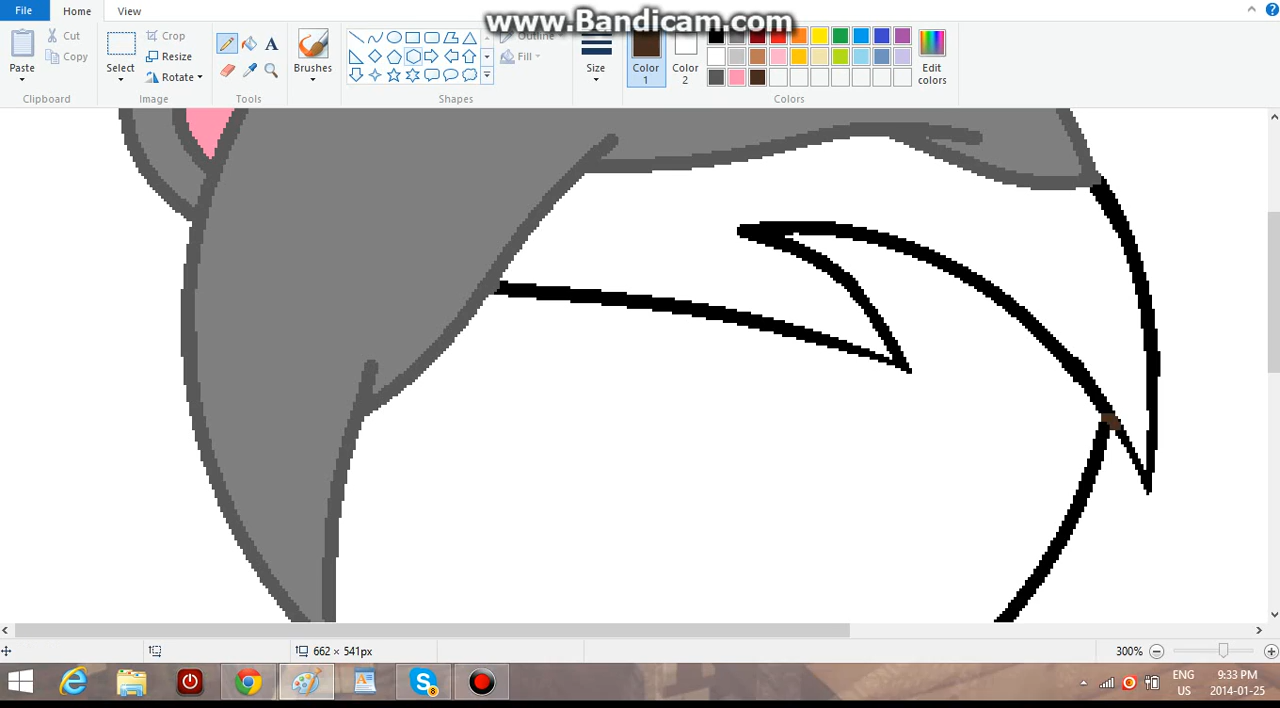 www.Bandicam.com
File Home View
Paste
Cut
Copy
Clipboard
Select
Crop
Resize
Rotate
Image
Tools
Brushes
Outline
Fill
Shapes
Size
Color 1
Color 2
Edit colors
Colors
662 × 541px
300%
8
ENG
US
9:33 PM
2014-01-25